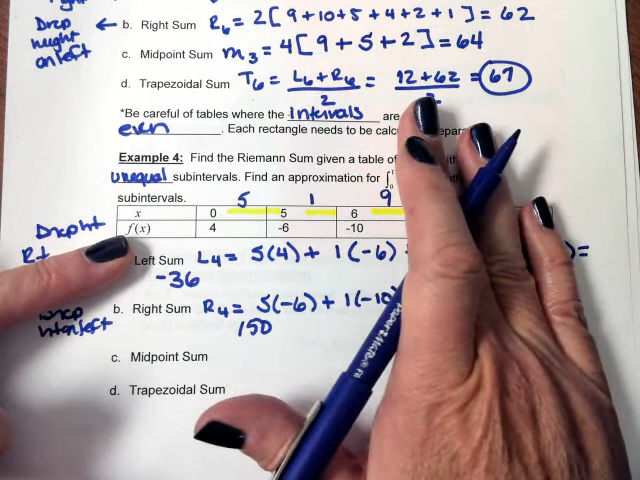 Drop b. Right Sum R6 = 2[9+10+5+4+2+1] = 62
height
on left c. Midpoint Sum m3 = 4[9+5+2] = 64
d. Trapezoidal Sum T6 = L6+R6 / 2 = 12+62 / = 67
*Be careful of tables where the intervals are
even. Each rectangle needs to be
Example 4: Find the Riemann Sum given a table of
unequal subintervals. Find an approximation for ∫0
subintervals. 5 1 9
x 0 5 6
f(x) 4 -6 -10
Drop ht
Rt Left Sum L4 = 5(4) + 1(-6) )=
-36
b. Right Sum R4 = 5(-6) + 1(-10)
Drop
left
150
c. Midpoint Sum
d. Trapezoidal Sum